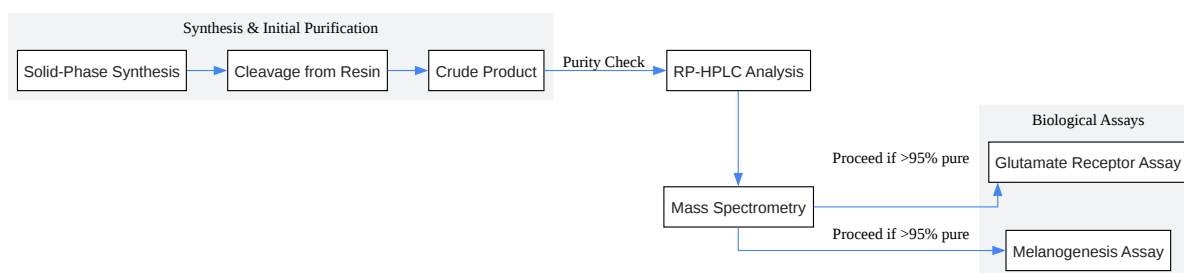 Synthesis & Initial Purification
Solid-Phase Synthesis
Cleavage from Resin
Crude Product
Purity Check
RP-HPLC Analysis
Biological Assays
Proceed if >95% pure
Glutamate Receptor Assay
Mass Spectrometry
Proceed if >95% pure
Melanogenesis Assay